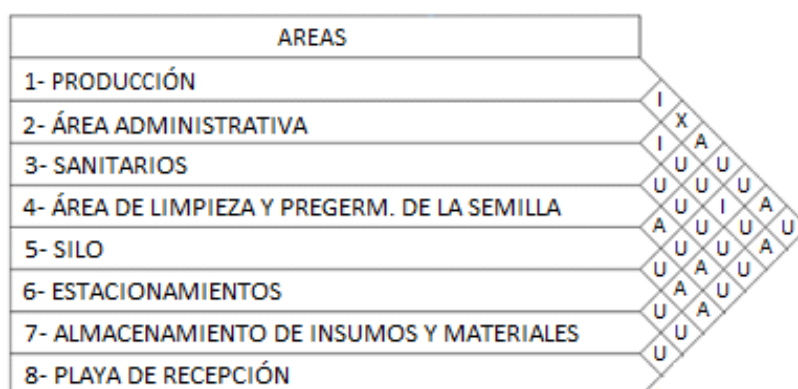 AREAS
1- PRODUCCIÓN
I
X
2- ÁREA ADMINISTRATIVA
I A
U U
3- SANITARIOS
U U U
U I A
4- ÁREA DE LIMPIEZA Y PREGERM. DE LA SEMILLA
A U U U
U U A
5- SILO
U A U
A U
6- ESTACIONAMIENTOS
U A
U
7- ALMACENAMIENTO DE INSUMOS Y MATERIALES
U
8- PLAYA DE RECEPCIÓN